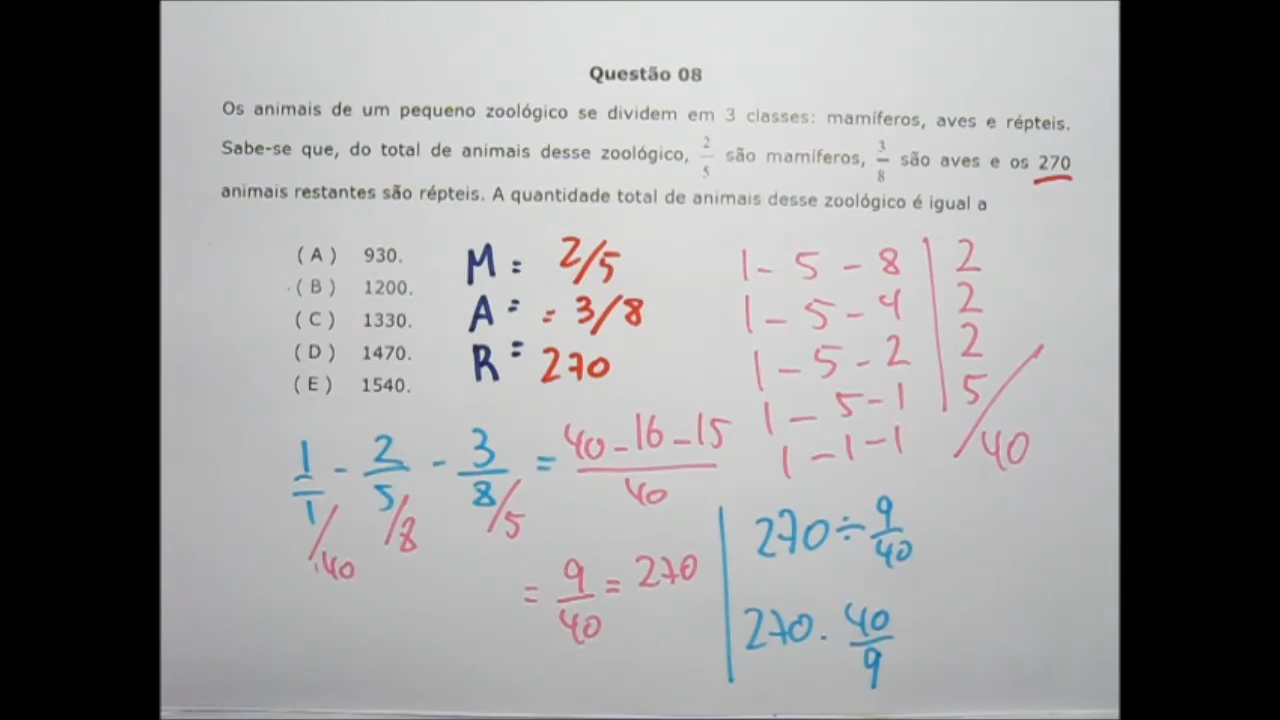 Questão 08
Os animais de um pequeno zoológico se dividem em 3 classes: mamíferos, aves e répteis.
Sabe-se que, do total de animais desse zoológico, 2/5 são mamíferos, 3/8 são aves e os 270
animais restantes são répteis. A quantidade total de animais desse zoológico é igual a
(A) 930.
(B) 1200.
(C) 1330.
(D) 1470.
(E) 1540.
M = 2/5
A = = 3/8
R = 270
1 - 5 - 8 | 2
1 - 5 - 4 | 2
1 - 5 - 2 | 2
1 - 5 - 1 | 5
1 - 1 - 1 / 40
1/1 - 2/5 - 3/8 = 40 - 16 - 15 / 40
/40 /8 /5
= 9/40 = 270
270 ÷ 9/40
270 . 40/9